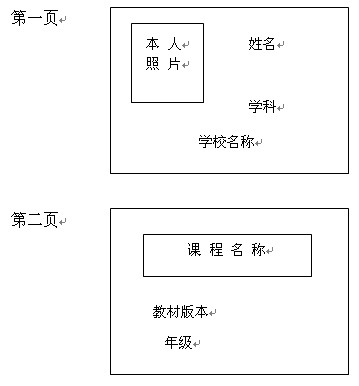 第一页
本 人
照 片
姓名
学科
学校名称
第二页
课 程 名 称
教材版本
年级